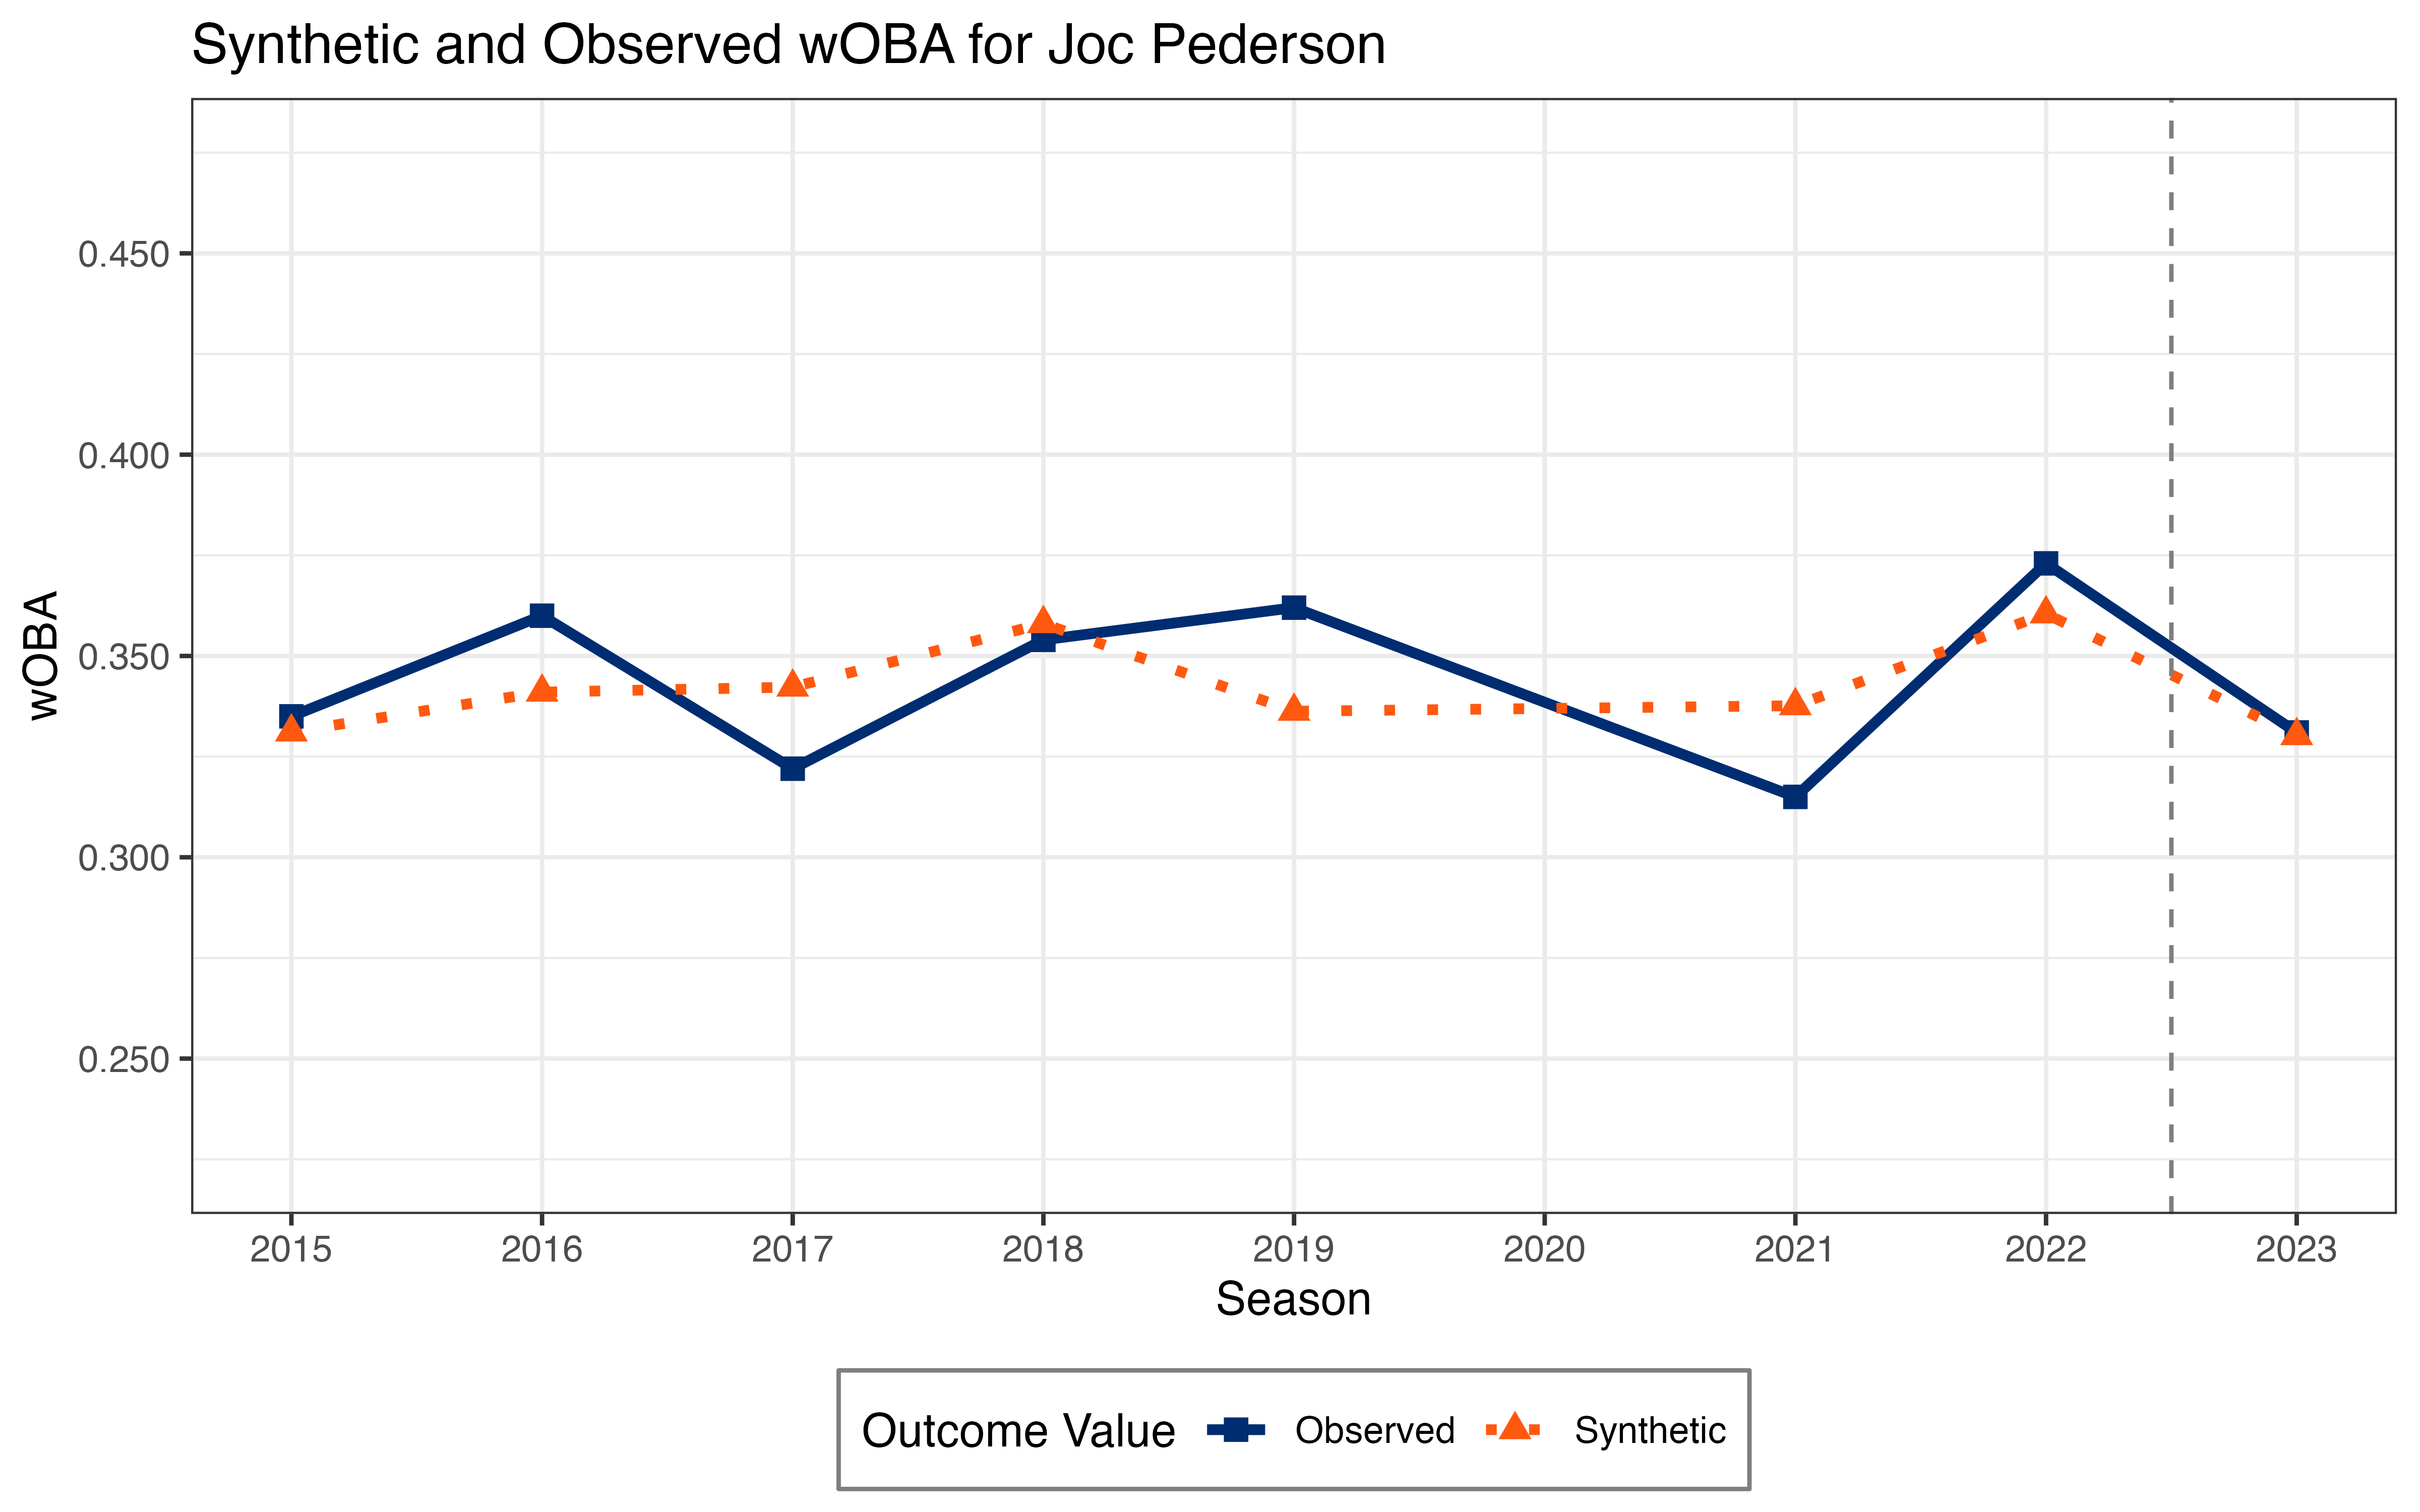 Synthetic and Observed wOBA for Joc Pederson
wOBA
0.450
0.400
0.350
0.300
0.250
2015 2016 2017 2018 2019 2020 2021 2022 2023
Season
Outcome Value Observed Synthetic